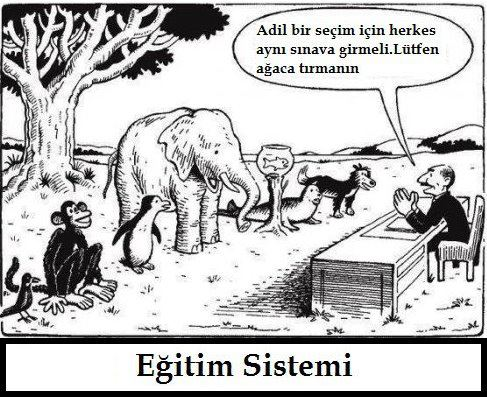 Adil bir seçim için herkes
aynı sınava girmeli.Lütfen
ağaca tırmanın
Eğitim Sistemi